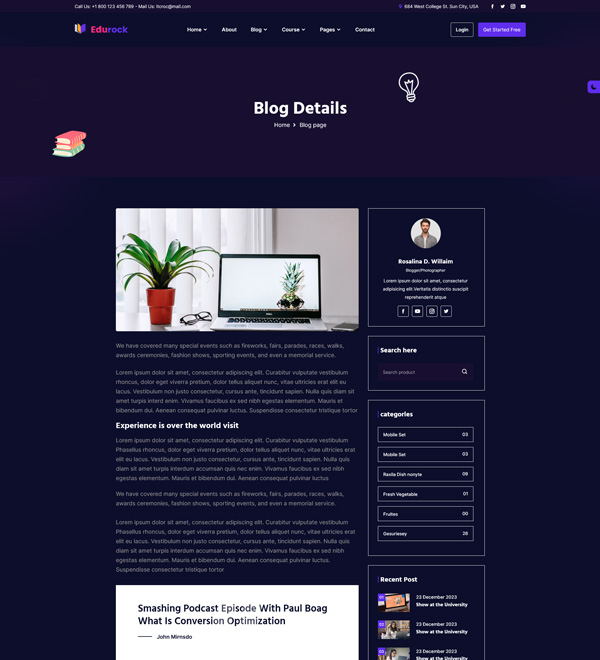 Call Us: +1 800 123 456 789 - Mail Us: Itcroc@mail.com
684 West College St. Sun City, USA
Edurock
Home
About
Blog
Course
Pages
Contact
Login
Get Started Free
Blog Details
Home > Blog page
We have covered many special events such as fireworks, fairs, parades, races, walks,
awards ceremonies, fashion shows, sporting events, and even a memorial service.
Lorem ipsum dolor sit amet, consectetur adipiscing elit. Curabitur vulputate vestibulum
rhoncus, dolor eget viverra pretium, dolor tellus aliquet nunc, vitae ultricies erat elit eu
lacus. Vestibulum non justo consectetur, cursus ante, tincidunt sapien. Nulla quis diam sit
amet turpis interd enim. Vivamus faucibus ex sed nibh egestas elementum. Mauris et
bibendum dui. Aenean consequat pulvinar luctus. Suspendisse consectetur tristique tortor
Experience is over the world visit
Lorem ipsum dolor sit amet, consectetur adipiscing elit. Curabitur vulputate vestibulum
Phasellus rhoncus, dolor eget viverra pretium, dolor tellus aliquet nunc, vitae ultricies erat
elit eu lacus. Vestibulum non justo consectetur, cursus ante, tincidunt sapien. Nulla quis
diam sit amet turpis interdum accumsan quis nec enim. Vivamus faucibus ex sed nibh
egestas elementum. Mauris et bibendum dui. Aenean consequat pulvinar luctus
We have covered many special events such as fireworks, fairs, parades, races, walks,
awards ceremonies, fashion shows, sporting events, and even a memorial service.
Lorem ipsum dolor sit amet, consectetur adipiscing elit. Curabitur vulputate vestibulum
Phasellus rhoncus, dolor eget viverra pretium, dolor tellus aliquet nunc, vitae ultricies erat
elit eu lacus. Vestibulum non justo consectetur, cursus ante, tincidunt sapien. Nulla quis
diam sit amet turpis interdum accumsan quis nec enim. Vivamus faucibus ex sed nibh
egestas elementum. Mauris et bibendum dui. Aenean consequat pulvinar luctus.
Suspendisse consectetur tristique tortor
Smashing Podcast Episode With Paul Boag
What Is Conversion Optimization
John Mirnsdo
Rosalina D. Willaim
Blogger/Photographer
Lorem ipsum dolor sit amet, consectetur
adipisicing elit.Veritatis distinctio suscipit
reprehenderit atque
Search here
Search product
categories
Mobile Set 03
Mobile Set 03
Raxila Dish nonyte 09
Fresh Vegetable 01
Fruites 00
Gesuriesey 26
Recent Post
01
23 December 2023
Show at the University
02
23 December 2023
Show at the University
03
23 December 2023
Show at the University